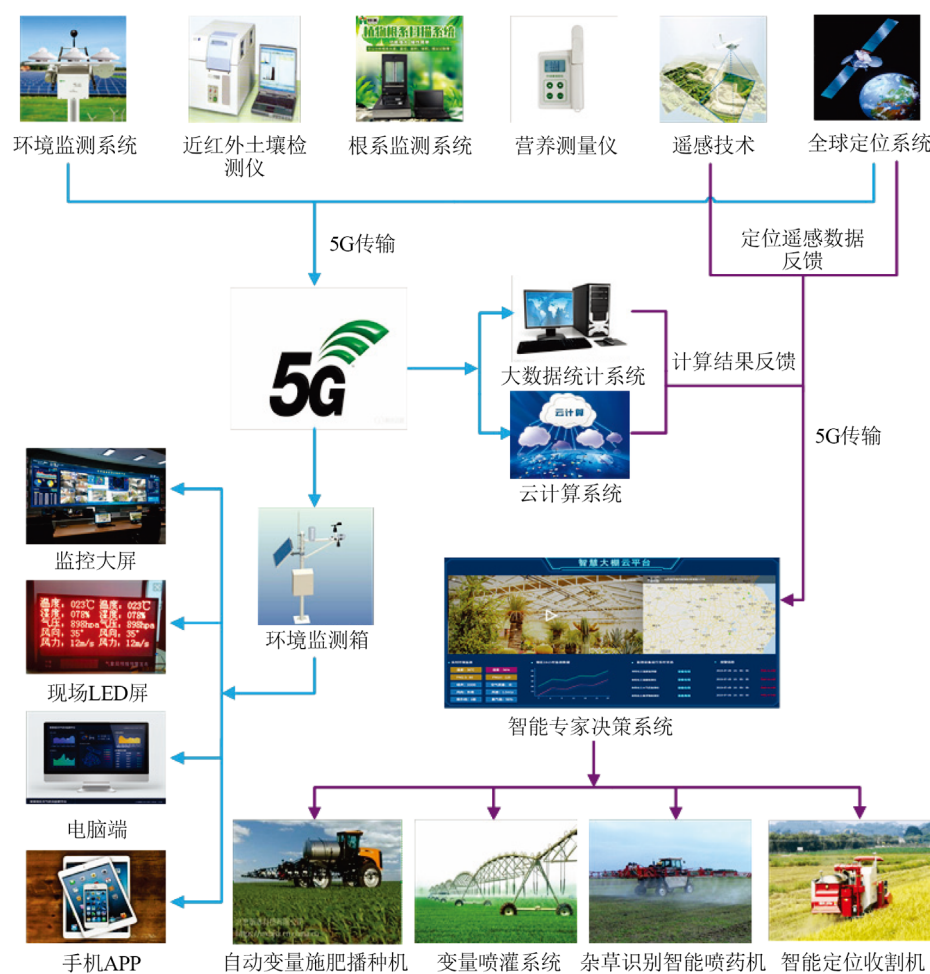 植物根系扫描系统
环境监测系统
近红外土壤检
测仪
根系监测系统
营养测量仪
遥感技术
全球定位系统
5G传输
定位遥感数据
反馈
5G
大数据统计系统
计算结果反馈
云计算
云计算系统
5G传输
监控大屏
环境监测箱
智慧大棚云平台
温度: 023℃ 温度: 023℃
湿度: 078% 湿度: 078%
气压: 898hpa 气压: 898hpa
风向: 35° 风向: 35°
风力: 12m/s 风力: 12m/s
现场LED屏
智能专家决策系统
电脑端
手机APP
自动变量施肥播种机
变量喷灌系统
杂草识别智能喷药机
智能定位收割机